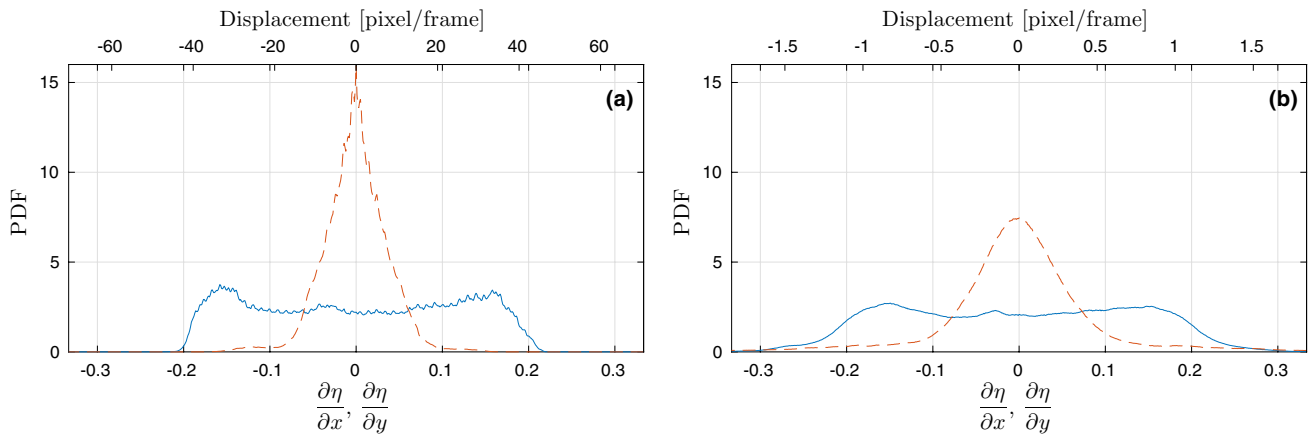 Displacement [pixel/frame]
-60 -40 -20 0 20 40 60
15
10
5
0
PDF
(a)
-0.3 -0.2 -0.1 0 0.1 0.2 0.3
∂η/∂x, ∂η/∂y
Displacement [pixel/frame]
-1.5 -1 -0.5 0 0.5 1 1.5
15
10
5
0
PDF
(b)
-0.3 -0.2 -0.1 0 0.1 0.2 0.3
∂η/∂x, ∂η/∂y